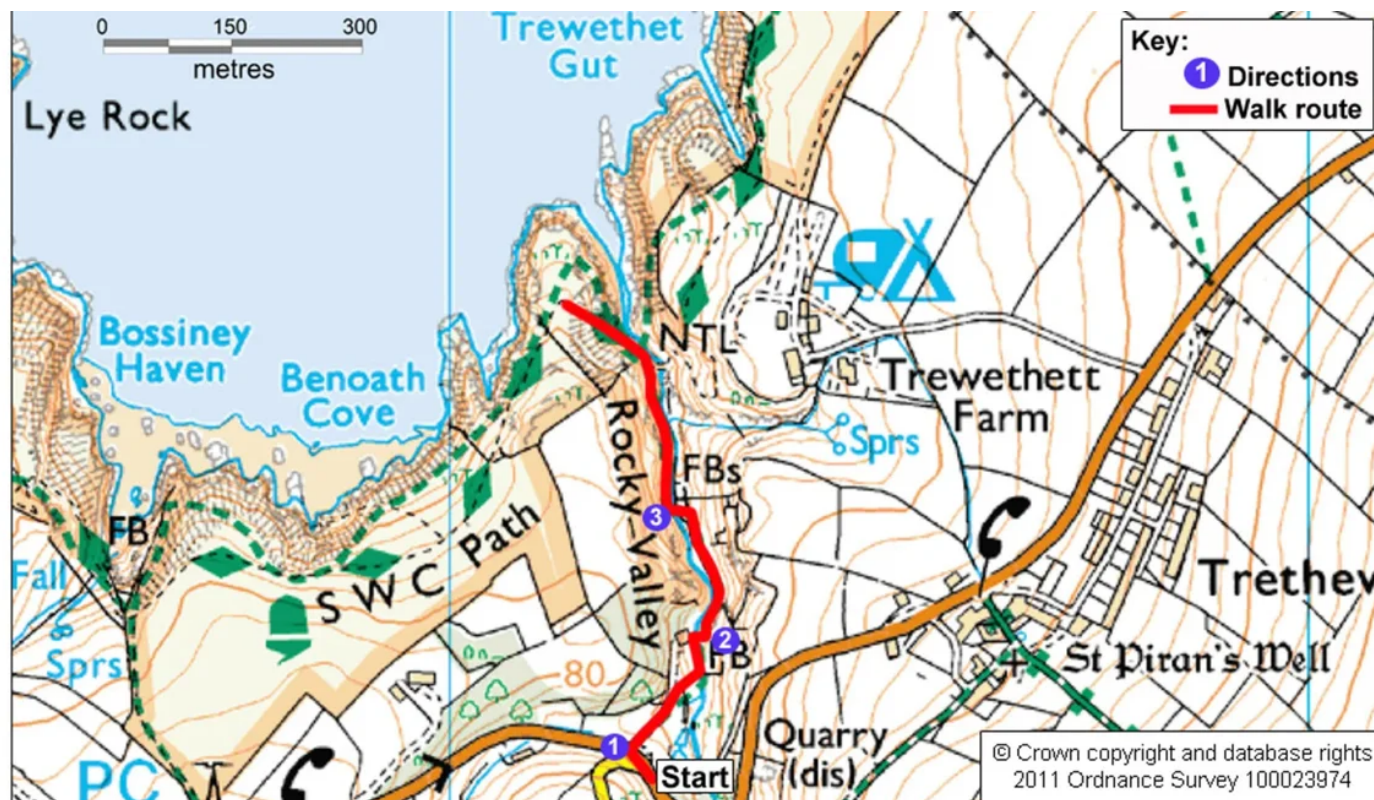 0 150 300
metres
Trewethet
Gut
Key:
1 Directions
Walk route
Lye Rock
Bossiney
Haven
Benoath
Cove
NTL
Trewethett
Farm
Sprs
Rocky Valley
FBs
3
FB
Fall
Sprs
SWC Path
2
FB
Trethev
St Piran's Well
80
1
Start
Quarry
(dis)
PC
© Crown copyright and database rights
2011 Ordnance Survey 100023974